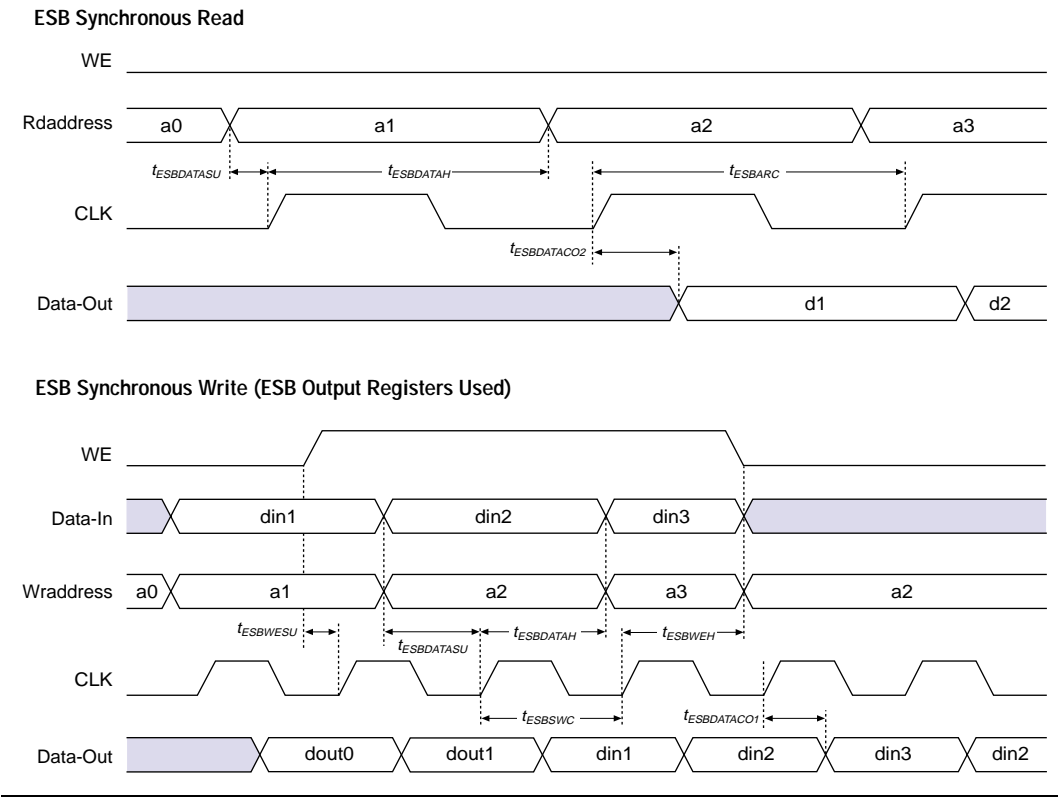 ESB Synchronous Read
WE
Rdaddress a0 a1 a2 a3
tESBDATASU tESBDATAH tESBARC
CLK
tESBDATACO2
Data-Out d1 d2
ESB Synchronous Write (ESB Output Registers Used)
WE
Data-In din1 din2 din3
Wraddress a0 a1 a2 a3 a2
tESBWESU tESBDATASU tESBDATAH tESBWEH
CLK
tESBSWC tESBDATACO1
Data-Out dout0 dout1 din1 din2 din3 din2